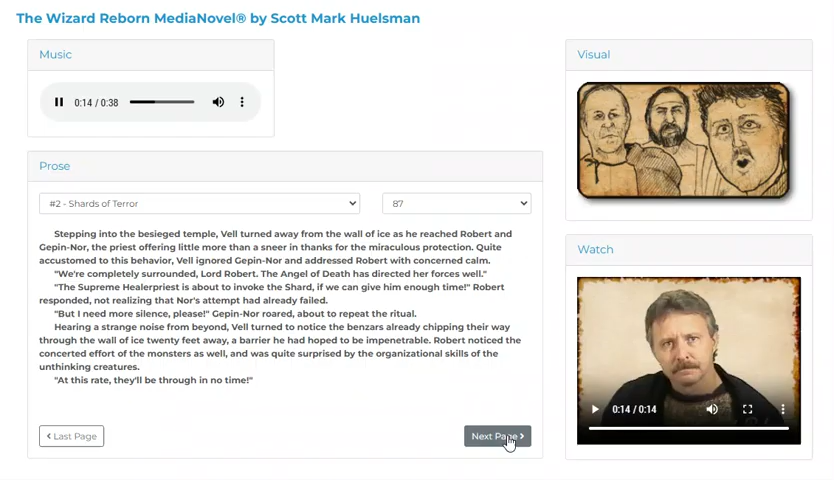 The Wizard Reborn MediaNovel® by Scott Mark Huelsman
Music
0:14 / 0:38
Prose
#2 - Shards of Terror
87
Stepping into the besieged temple, Vell turned away from the wall of ice as he reached Robert and
Gepin-Nor, the priest offering little more than a sneer in thanks for the miraculous protection. Quite
accustomed to this behavior, Vell ignored Gepin-Nor and addressed Robert with concerned calm.
"We're completely surrounded, Lord Robert. The Angel of Death has directed her forces well."
"The Supreme Healerpriest is about to invoke the Shard, if we can give him enough time!" Robert
responded, not realizing that Nor's attempt had already failed.
"But I need more silence, please!" Gepin-Nor roared, about to repeat the ritual.
Hearing a strange noise from beyond, Vell turned to notice the benzars already chipping their way
through the wall of ice twenty feet away, a barrier he had hoped to be impenetrable. Robert noticed the
concerted effort of the monsters as well, and was quite surprised by the organizational skills of the
unthinking creatures.
"At this rate, they'll be through in no time!"
Last Page
Next Page
Visual
Watch
0:14 / 0:14